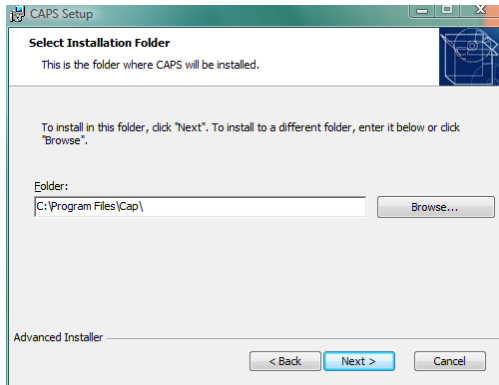 CAPS Setup
Select Installation Folder
This is the folder where CAPS will be installed.
To install in this folder, click "Next". To install to a different folder, enter it below or click
"Browse".
Folder:
C:\Program Files\Cap\
Browse...
Advanced Installer
< Back
Next >
Cancel